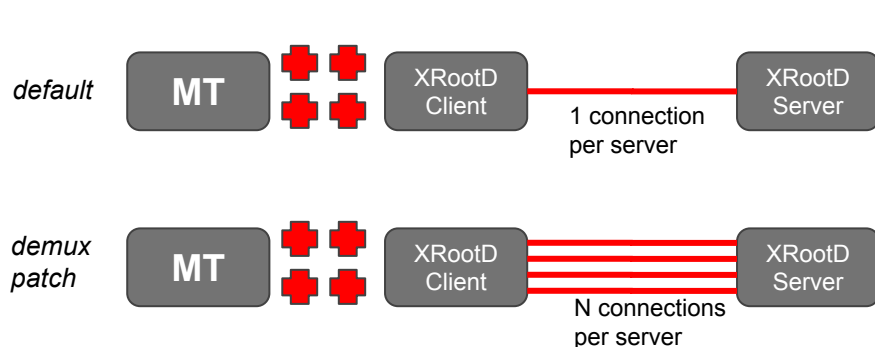 default
MT
XRootD
Client
1 connection
per server
XRootD
Server
demux
patch
MT
XRootD
Client
N connections
per server
XRootD
Server